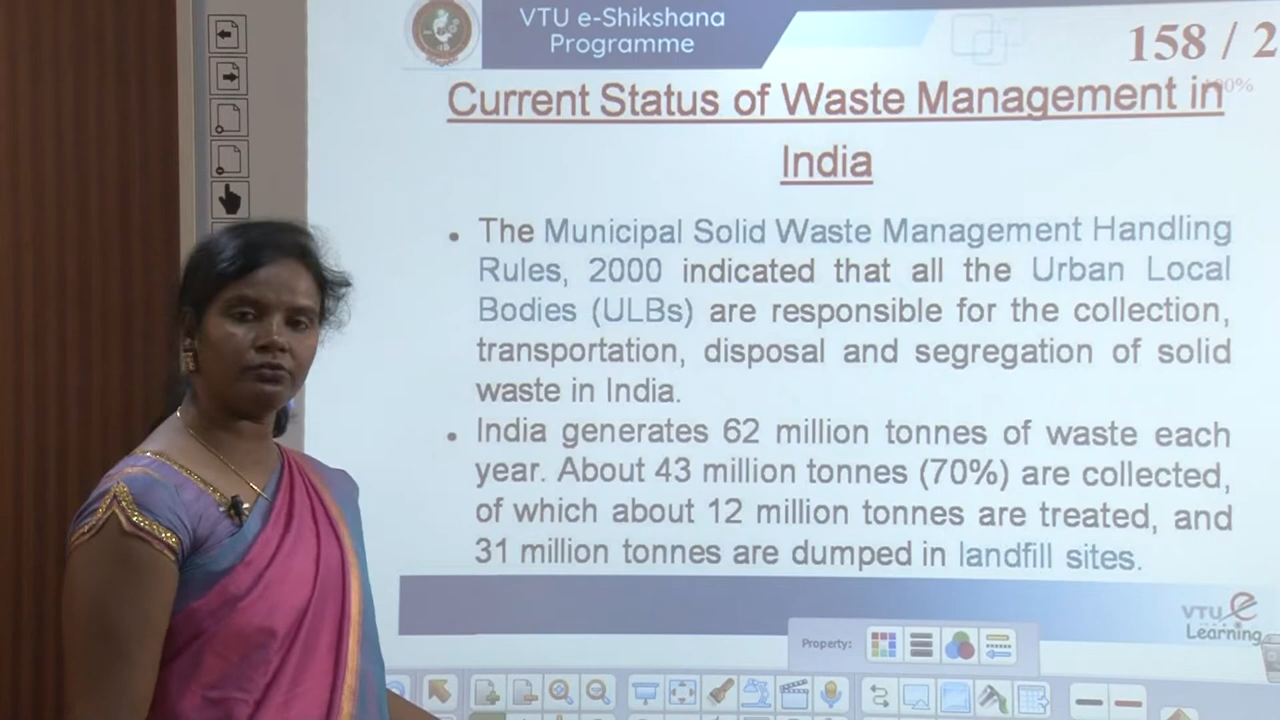 VTU e-Shikshana
Programme
158 / 2
100%
Current Status of Waste Management in
India
• The Municipal Solid Waste Management Handling
Rules, 2000 indicated that all the Urban Local
Bodies (ULBs) are responsible for the collection,
transportation, disposal and segregation of solid
waste in India.
• India generates 62 million tonnes of waste each
year. About 43 million tonnes (70%) are collected,
of which about 12 million tonnes are treated, and
31 million tonnes are dumped in landfill sites.
VTU e
Learning
Property: